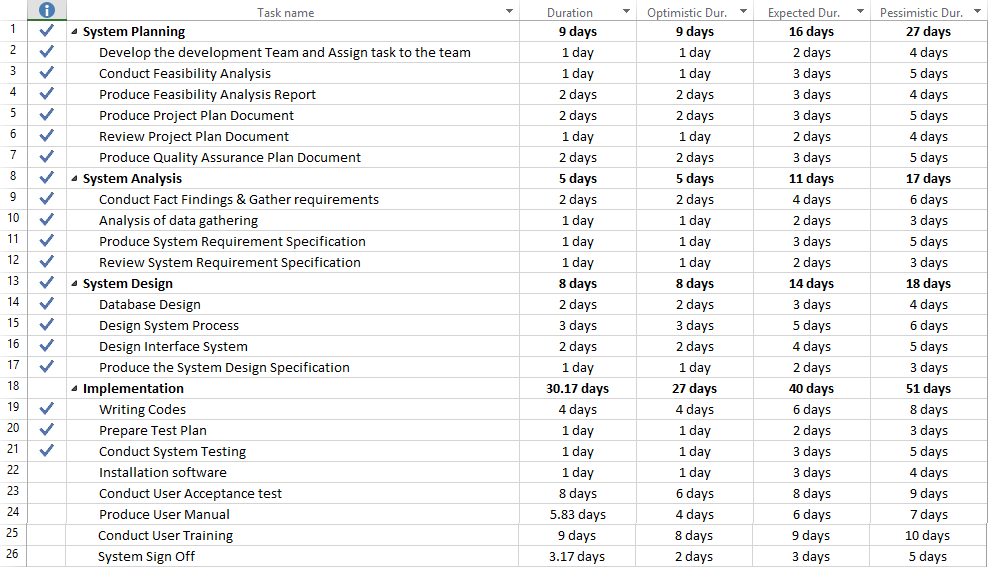 Task name Duration Optimistic Dur. Expected Dur. Pessimistic Dur.
1 System Planning 9 days 9 days 16 days 27 days
2 Develop the development Team and Assign task to the team 1 day 1 day 2 days 4 days
3 Conduct Feasibility Analysis 1 day 1 day 3 days 5 days
4 Produce Feasibility Analysis Report 2 days 2 days 3 days 4 days
5 Produce Project Plan Document 2 days 2 days 3 days 5 days
6 Review Project Plan Document 1 day 1 day 2 days 4 days
7 Produce Quality Assurance Plan Document 2 days 2 days 3 days 5 days
8 System Analysis 5 days 5 days 11 days 17 days
9 Conduct Fact Findings & Gather requirements 2 days 2 days 4 days 6 days
10 Analysis of data gathering 1 day 1 day 2 days 3 days
11 Produce System Requirement Specification 1 day 1 day 3 days 5 days
12 Review System Requirement Specification 1 day 1 day 2 days 3 days
13 System Design 8 days 8 days 14 days 18 days
14 Database Design 2 days 2 days 3 days 4 days
15 Design System Process 3 days 3 days 5 days 6 days
16 Design Interface System 2 days 2 days 4 days 5 days
17 Produce the System Design Specification 1 day 1 day 2 days 3 days
18 Implementation 30.17 days 27 days 40 days 51 days
19 Writing Codes 4 days 4 days 6 days 8 days
20 Prepare Test Plan 1 day 1 day 2 days 3 days
21 Conduct System Testing 1 day 1 day 3 days 5 days
22 Installation software 1 day 1 day 3 days 4 days
23 Conduct User Acceptance test 8 days 6 days 8 days 9 days
24 Produce User Manual 5.83 days 4 days 6 days 7 days
25 Conduct User Training 9 days 8 days 9 days 10 days
26 System Sign Off 3.17 days 2 days 3 days 5 days